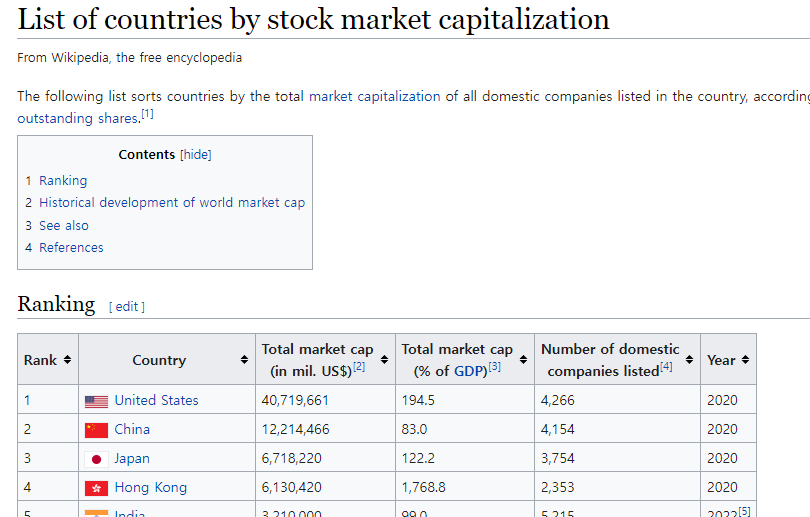 List of countries by stock market capitalization
From Wikipedia, the free encyclopedia
The following list sorts countries by the total market capitalization of all domestic companies listed in the country, according
outstanding shares.[1]
Contents [hide]
1 Ranking
2 Historical development of world market cap
3 See also
4 References
Ranking [ edit ]
Rank Country Total market cap (in mil. US$)[2] Total market cap (% of GDP)[3] Number of domestic companies listed[4] Year
1 United States 40,719,661 194.5 4,266 2020
2 China 12,214,466 83.0 4,154 2020
3 Japan 6,718,220 122.2 3,754 2020
4 Hong Kong 6,130,420 1,768.8 2,353 2020
5 India 3,210,000 99.0 5,215 2022[5]